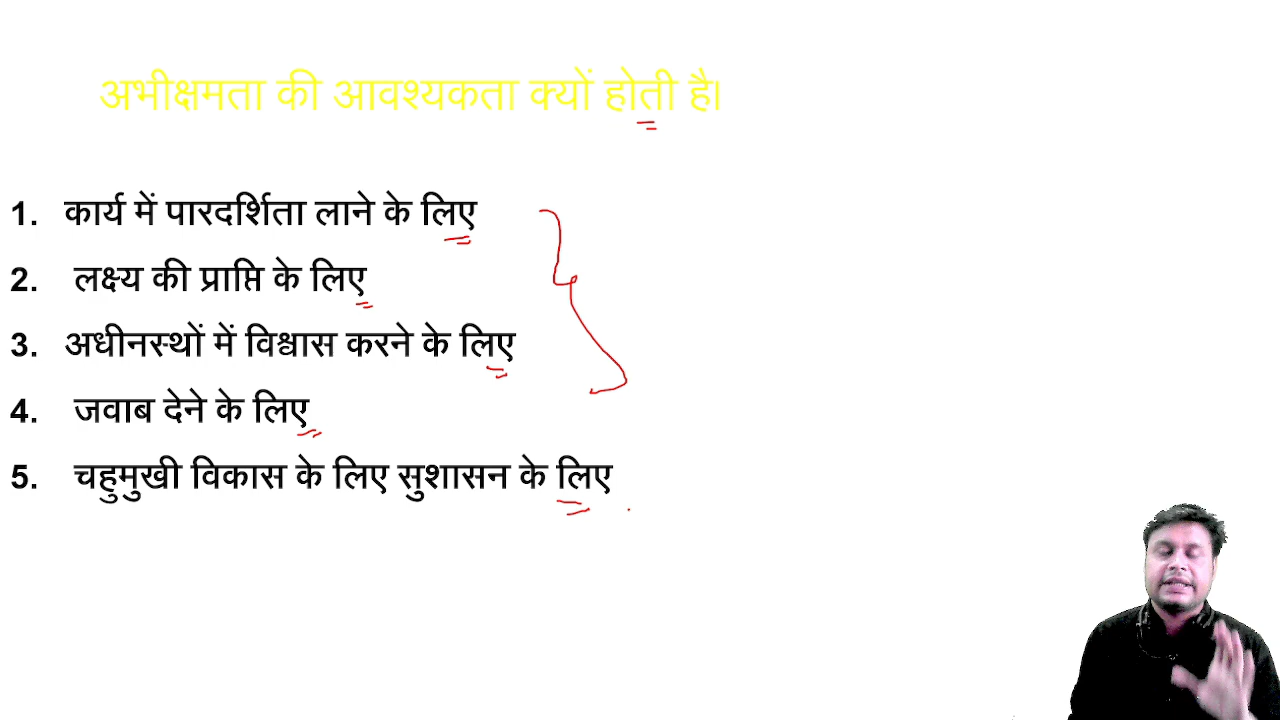 अभीक्षमता की आवश्यकता क्यों होती है।
1. कार्य में पारदर्शिता लाने के लिए
2. लक्ष्य की प्राप्ति के लिए
3. अधीनस्थों में विश्वास करने के लिए
4. जवाब देने के लिए
5. चहुमुखी विकास के लिए सुशासन के लिए